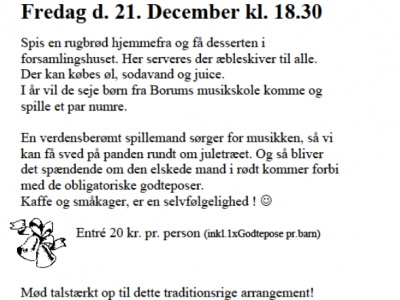 Fredag d. 21. December kl. 18.30
Spis en rugbrød hjemmefra og få desserten i
forsamlingshuset. Her serveres der æbleskiver til alle.
Der kan købes øl, sodavand og juice.
I år vil de seje børn fra Borums musikskole komme og
spille et par numre.
En verdensberømt spillemand sørger for musikken, så vi
kan få sved på panden rundt om juletræet. Og så bliver
det spændende om den elskede mand i rødt kommer forbi
med de obligatoriske godteposer.
Kaffe og småkager, er en selvfølgelighed ! ☺
Entré 20 kr. pr. person (inkl.1xGodtepose pr.barn)
Mød talstærkt op til dette traditionsrige arrangement!